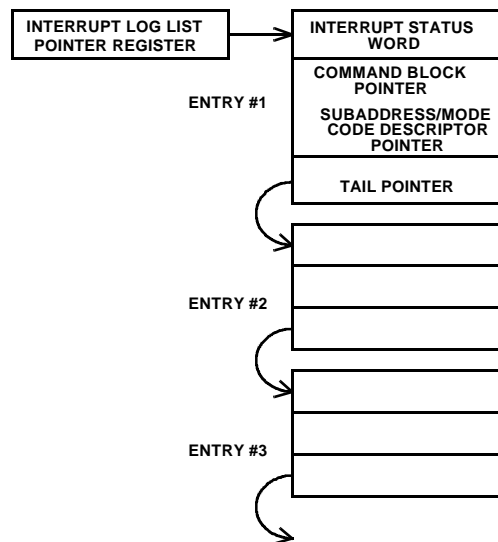 INTERRUPT LOG LIST
POINTER REGISTER
INTERRUPT STATUS
WORD
COMMAND BLOCK
POINTER
ENTRY #1
SUBADDRESS/MODE
CODE DESCRIPTOR
POINTER
TAIL POINTER
ENTRY #2
ENTRY #3